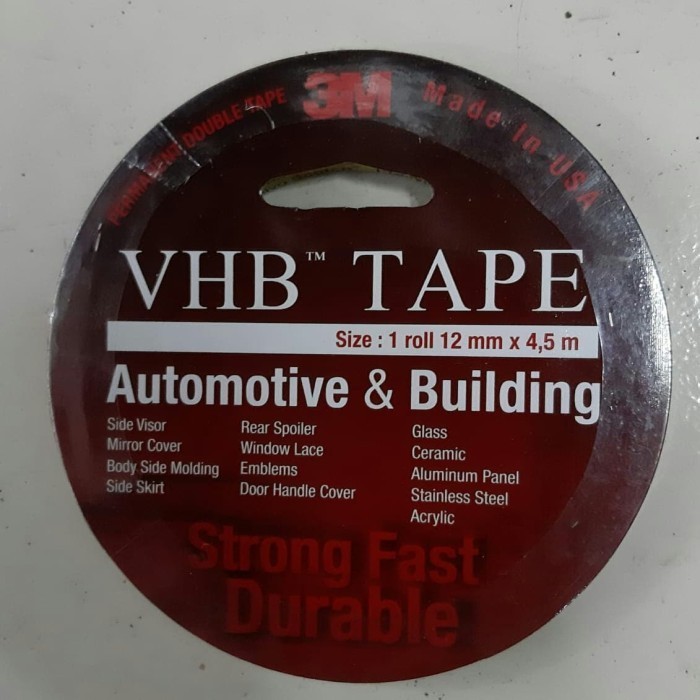 PERMANENT DOUBLE TAPE 3M Made In USA
VHB™ TAPE
Size : 1 roll 12 mm x 4,5 m
Automotive & Building
Side Visor
Mirror Cover
Body Side Molding
Side Skirt
Rear Spoiler
Window Lace
Emblems
Door Handle Cover
Glass
Ceramic
Aluminum Panel
Stainless Steel
Acrylic
Strong Fast
Durable